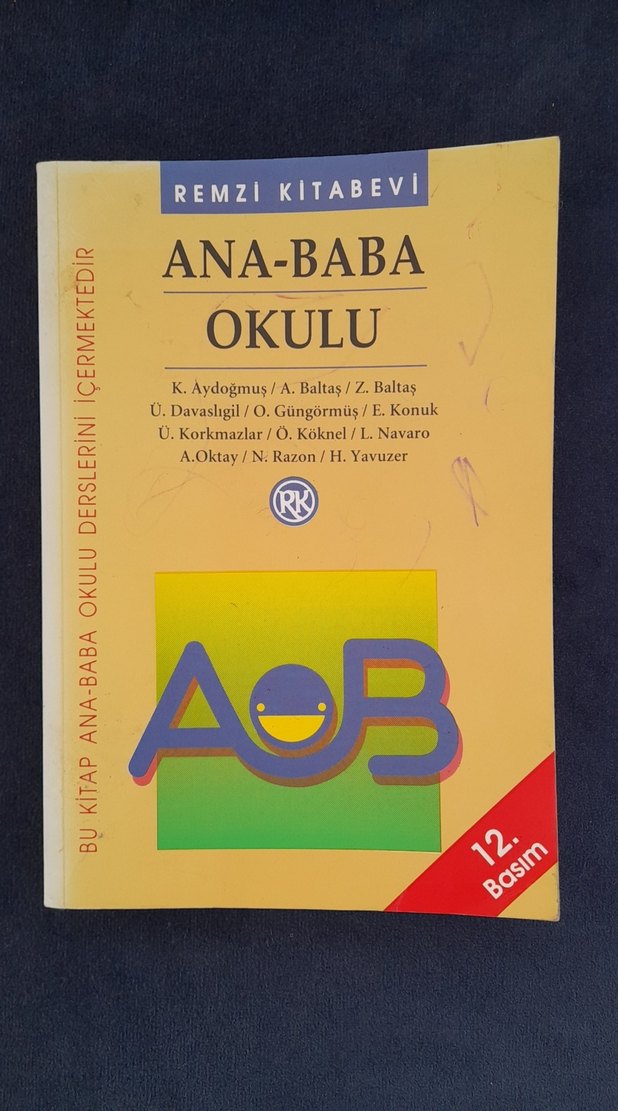 REMZİ KİTABEVİ
ANA-BABA
OKULU
K. Aydoğmuş / A. Baltaş / Z. Baltaş
Ü. Davaslıgil / O. Güngörmüş / E. Konuk
Ü. Korkmazlar / Ö. Köknel / L. Navaro
A.Oktay / N. Razon / H. Yavuzer
RK
BU KİTAP ANA-BABA OKULU DERSLERİNİ İÇERMEKTEDİR
AOB
12.
Basım